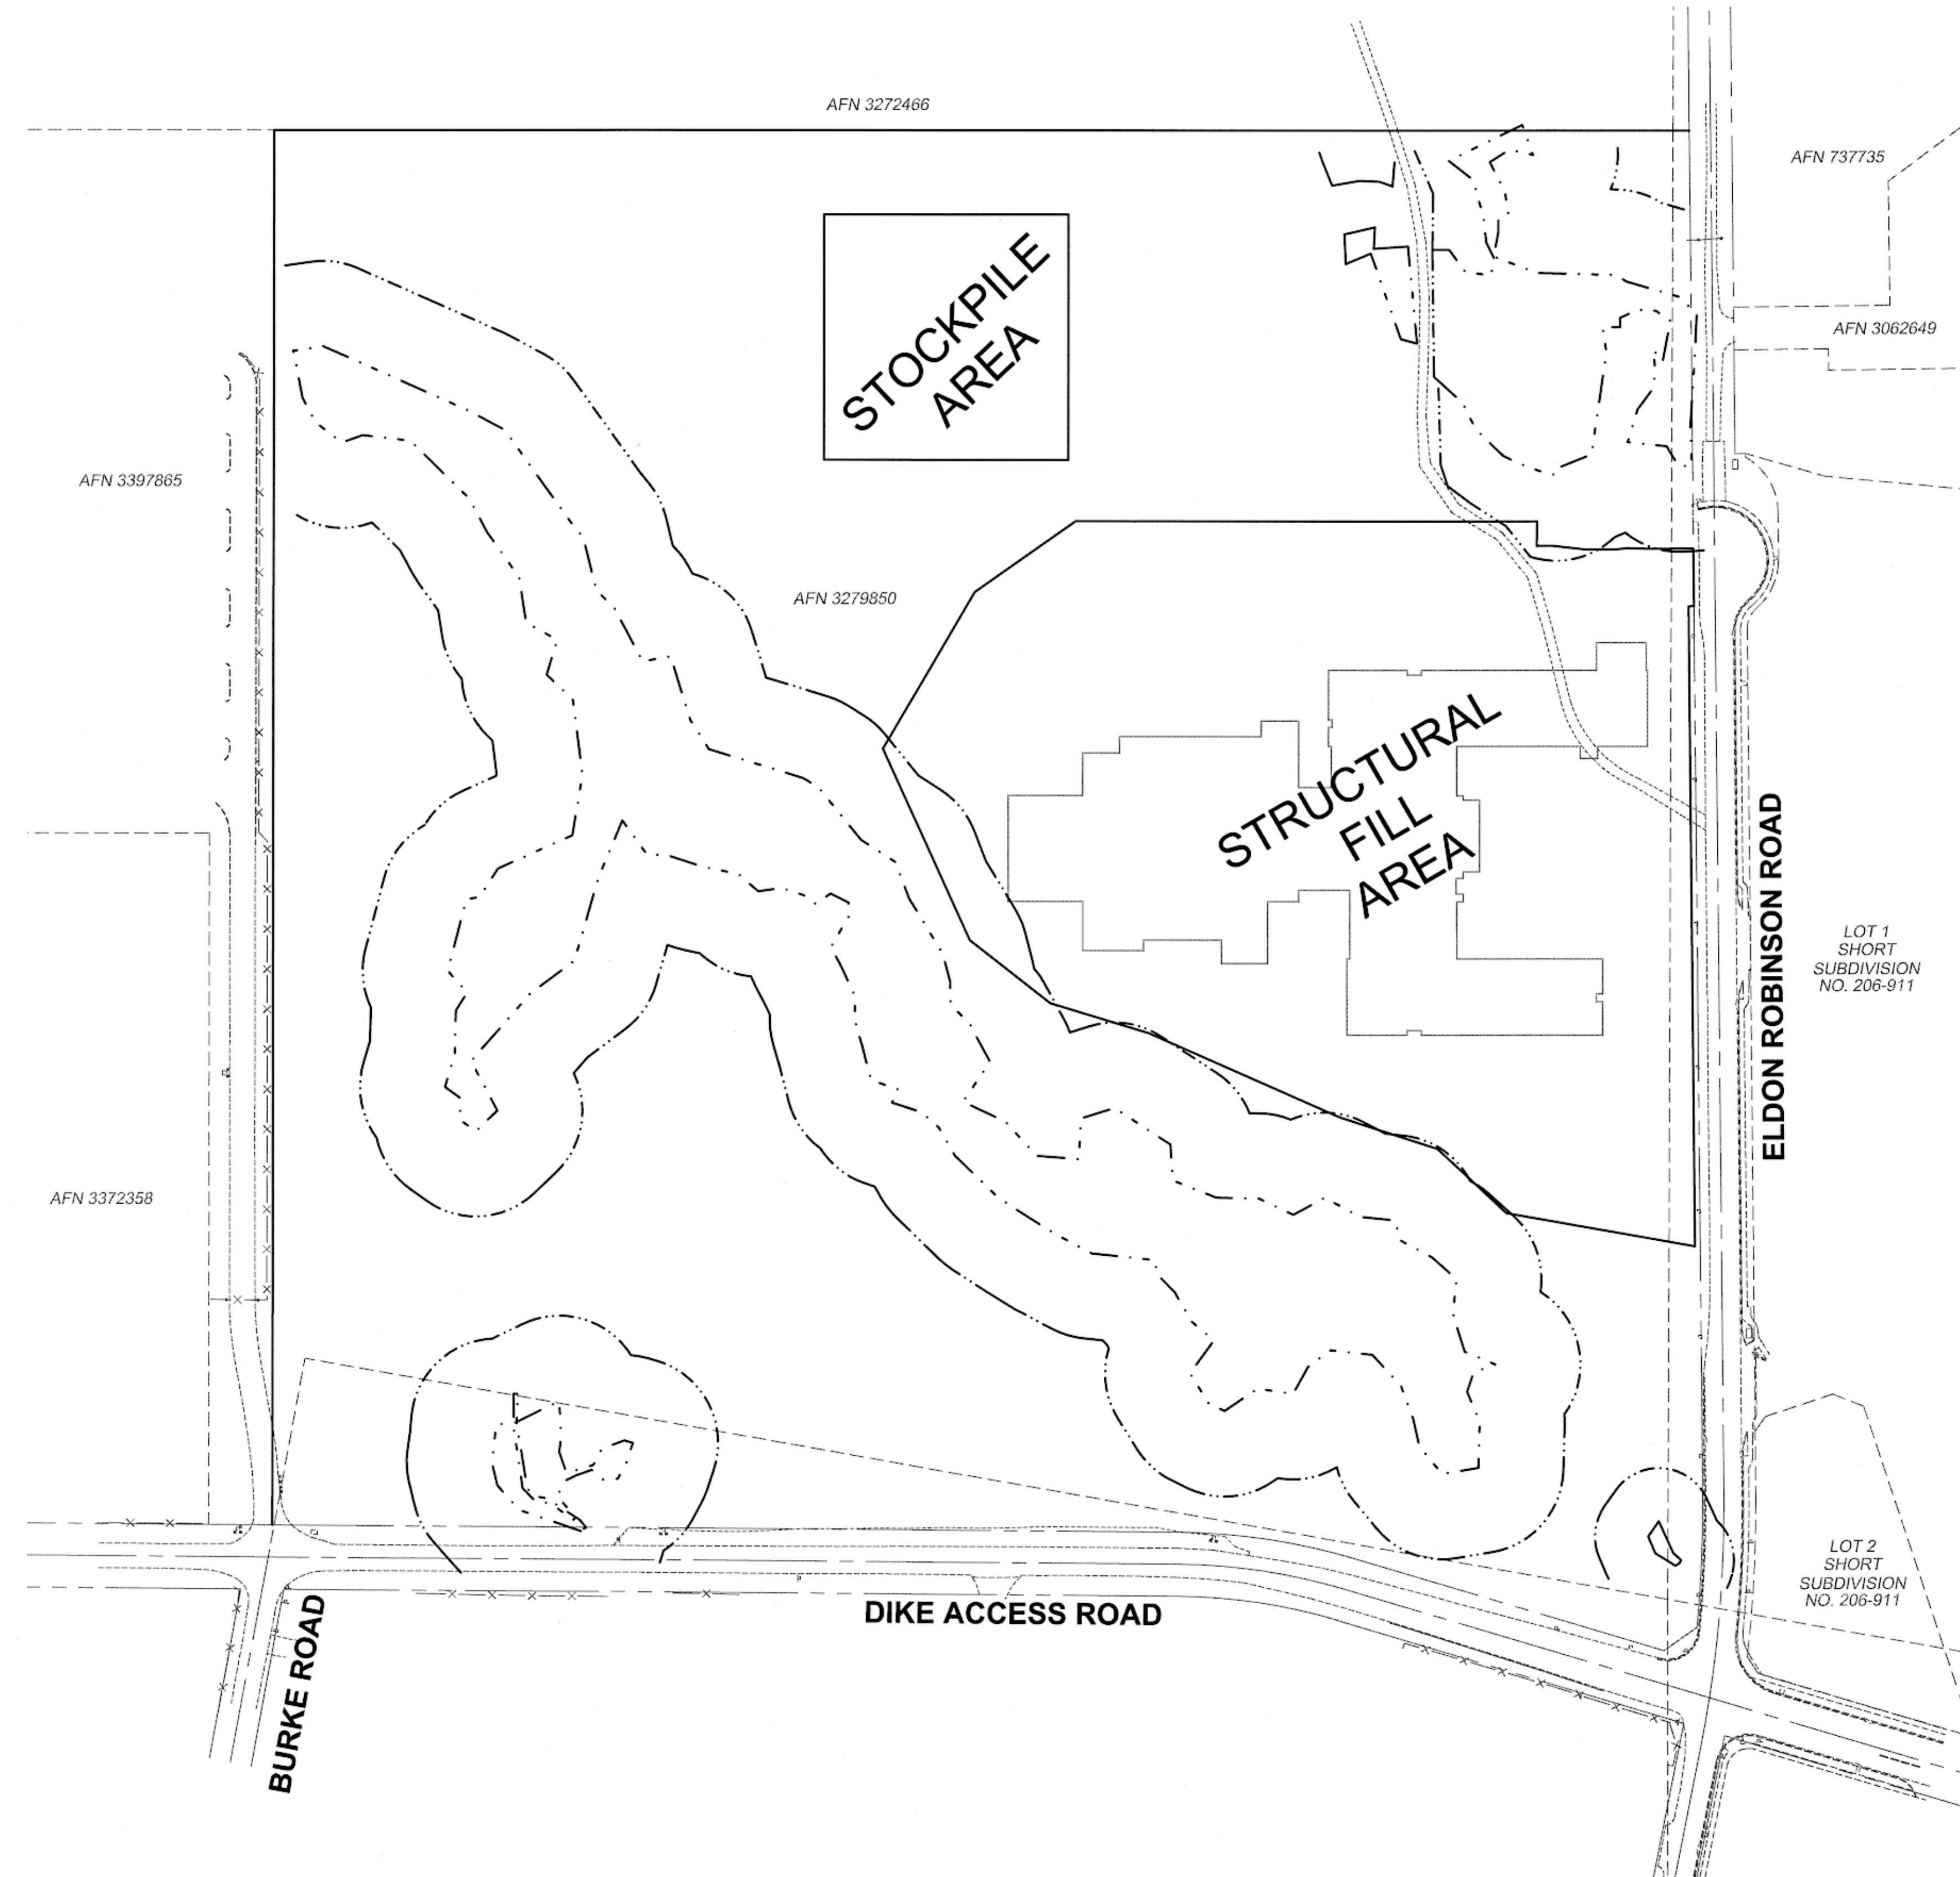 AFN 3272466
AFN 737735
STOCKPILE
AREA
AFN 3062649
AFN 3397865
AFN 3279850
STRUCTURAL
FILL
AREA
ELDON ROBINSON ROAD
LOT 1
SHORT
SUBDIVISION
NO. 206-911
AFN 3372358
LOT 2
SHORT
SUBDIVISION
NO. 206-911
DIKE ACCESS ROAD
BURKE ROAD